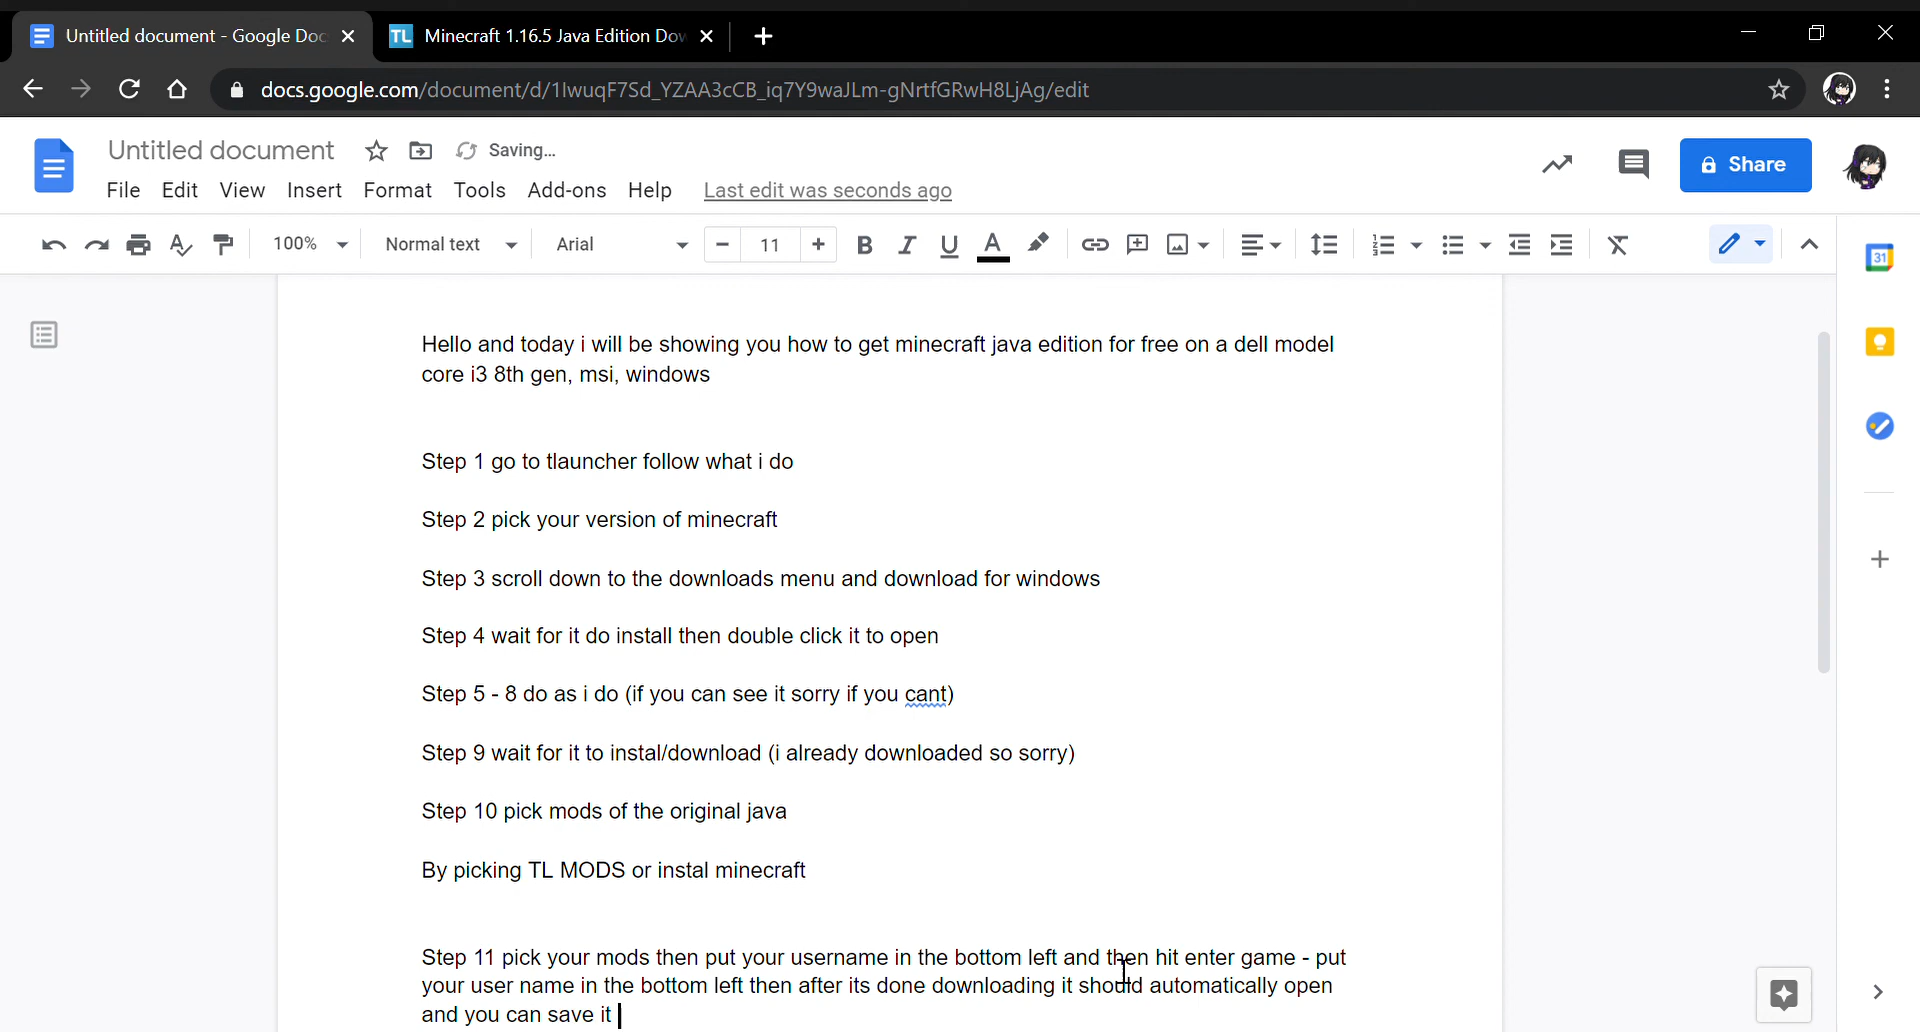 Untitled document - Google Doc
TL Minecraft 1.16.5 Java Edition Dow
docs.google.com/document/d/1IwuqF7Sd_YZAA3cCB_iq7Y9waJLm-gNrtfGRwH8LjAg/edit
Untitled document Saving...
Share
File Edit View Insert Format Tools Add-ons Help Last edit was seconds ago
100% Normal text Arial 11 B I U A
31
Hello and today i will be showing you how to get minecraft java edition for free on a dell model
core i3 8th gen, msi, windows
Step 1 go to tlauncher follow what i do
Step 2 pick your version of minecraft
Step 3 scroll down to the downloads menu and download for windows
Step 4 wait for it do install then double click it to open
Step 5 - 8 do as i do (if you can see it sorry if you cant)
Step 9 wait for it to instal/download (i already downloaded so sorry)
Step 10 pick mods of the original java
By picking TL MODS or instal minecraft
Step 11 pick your mods then put your username in the bottom left and then hit enter game - put
your user name in the bottom left then after its done downloading it should automatically open
and you can save it